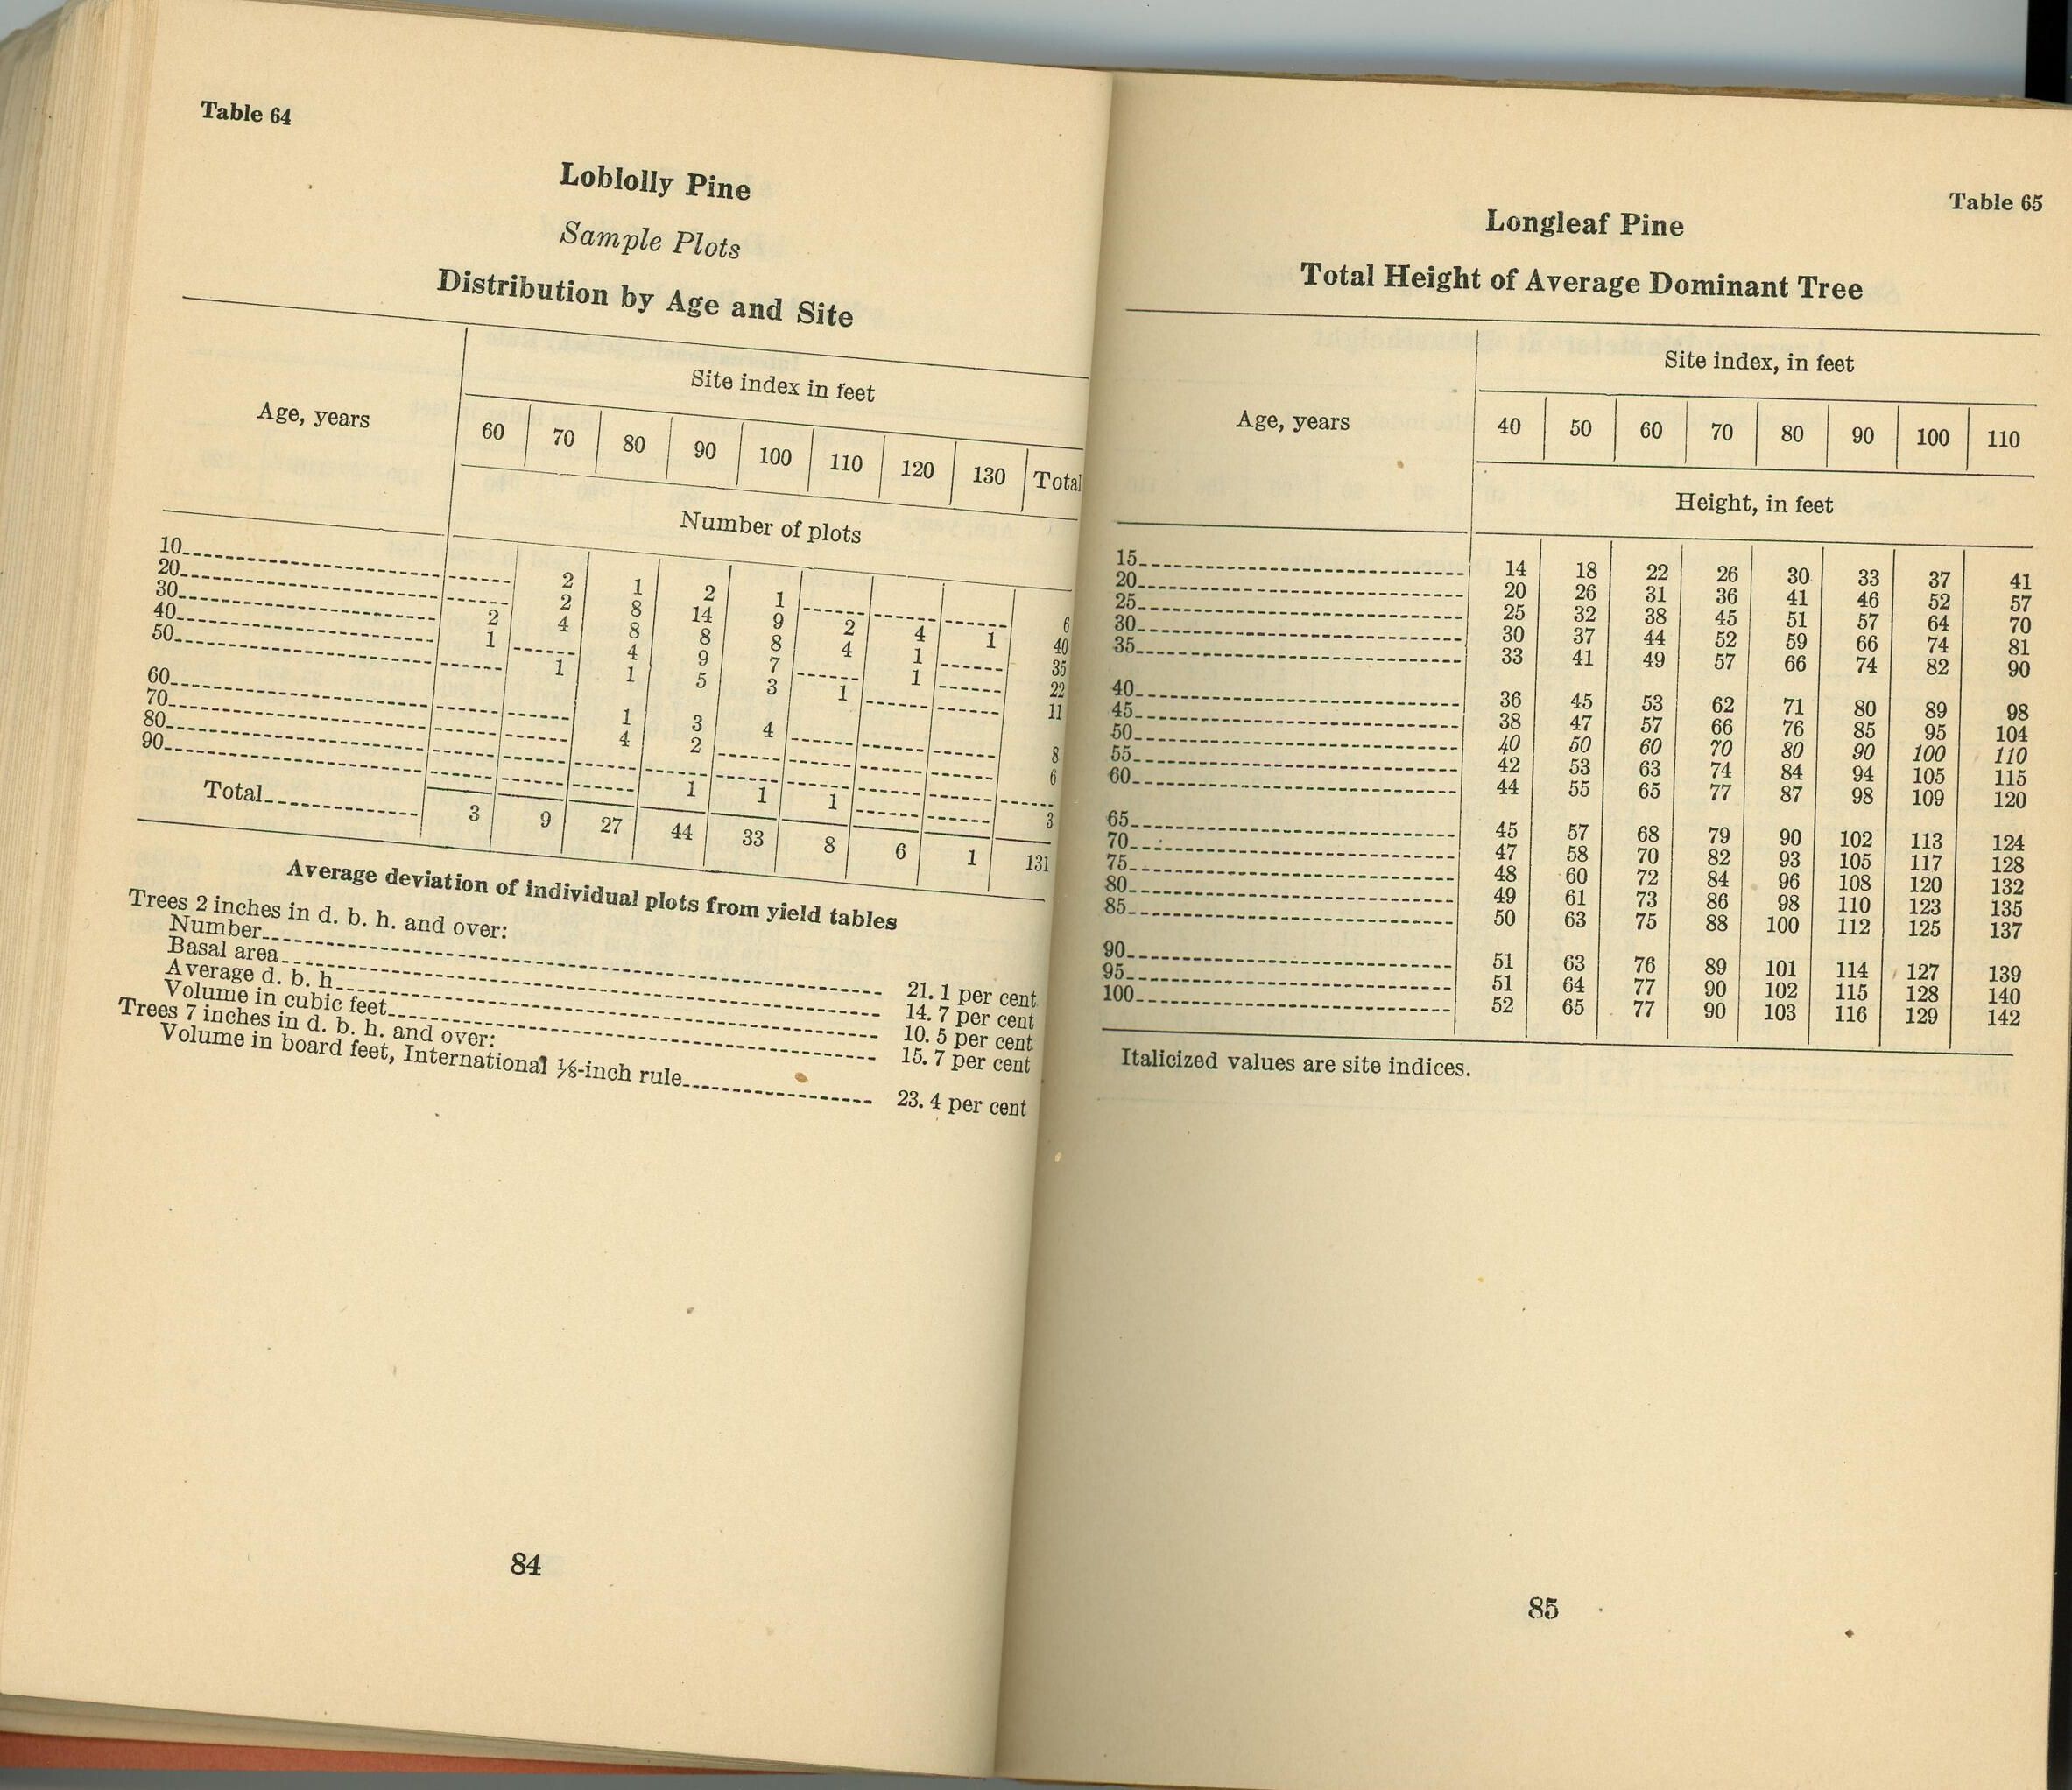 Table 64
Loblolly Pine
Sample Plots
Distribution by Age and Site
Age, years
Site index in feet
60 70 80 90 100 110 120 130 Total
Number of plots
10 ------ 2 1 2 1 ------ ------ ------ 6
20 ------ 2 8 14 9 2 4 1 40
30 2 4 8 8 8 4 1 ------ 35
40 1 ------ 4 9 7 ------ 1 ------ 22
50 ------ 1 1 5 3 1 ------ ------ 11
60 ------ ------ 1 3 4 ------ ------ ------ 8
70 ------ ------ 4 2 ------ ------ ------ ------ 6
80 ------ ------ ------ ------ ------ ------ ------ ------ ------
90 ------ ------ ------ 1 1 1 ------ ------ 3
Total 3 9 27 44 33 8 6 1 131
Average deviation of individual plots from yield tables
Trees 2 inches in d. b. h. and over:
Number 21. 1 per cent
Basal area 14. 7 per cent
Average d. b. h 10. 5 per cent
Volume in cubic feet 15. 7 per cent
Trees 7 inches in d. b. h. and over:
Volume in board feet, International ⅛-inch rule 23. 4 per cent
84
Table 65
Longleaf Pine
Total Height of Average Dominant Tree
Age, years
Site index, in feet
40 50 60 70 80 90 100 110
Height, in feet
15 14 18 22 26 30 33 37 41
20 20 26 31 36 41 46 52 57
25 25 32 38 45 51 57 64 70
30 30 37 44 52 59 66 74 81
35 33 41 49 57 66 74 82 90
40 36 45 53 62 71 80 89 98
45 38 47 57 66 76 85 95 104
50 40 50 60 70 80 90 100 110
55 42 53 63 74 84 94 105 115
60 44 55 65 77 87 98 109 120
65 45 57 68 79 90 102 113 124
70 47 58 70 82 93 105 117 128
75 48 60 72 84 96 108 120 132
80 49 61 73 86 98 110 123 135
85 50 63 75 88 100 112 125 137
90 51 63 76 89 101 114 127 139
95 51 64 77 90 102 115 128 140
100 52 65 77 90 103 116 129 142
Italicized values are site indices.
85